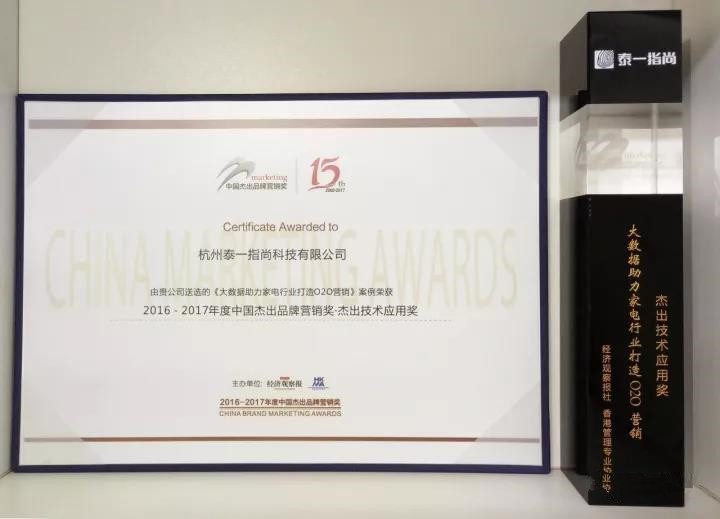 marketing
中国杰出品牌营销奖
15th
2002-2017
Certificate Awarded to
杭州泰一指尚科技有限公司
CHINA MARKETING AWARDS
由贵公司送选的《大数据助力家电行业打造O2O营销》案例荣获
2016-2017年度中国杰出品牌营销奖·杰出技术应用奖
主办单位: 经济观察报 HKMA
2016-2017年度中国杰出品牌营销奖
CHINA BRAND MARKETING AWARDS
泰一指尚
marketing
杰出技术应用奖
大数据助力家电行业打造O2O 营销
经济观察报社 香港管理专业协